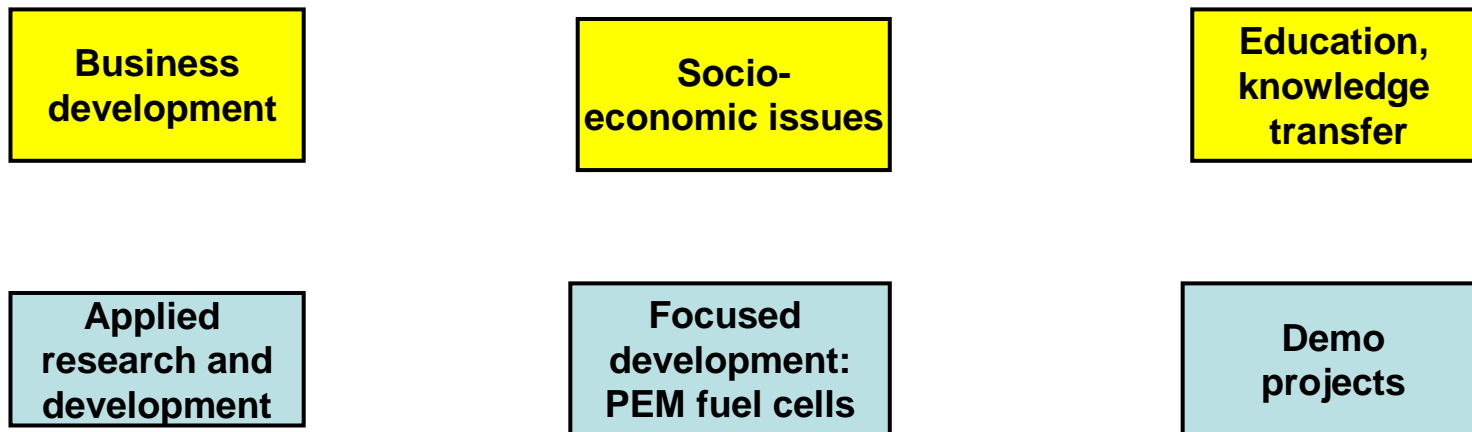 Business
development
Socio-
economic issues
Education,
knowledge
transfer
Applied
research and
development
Focused
development:
PEM fuel cells
Demo
projects